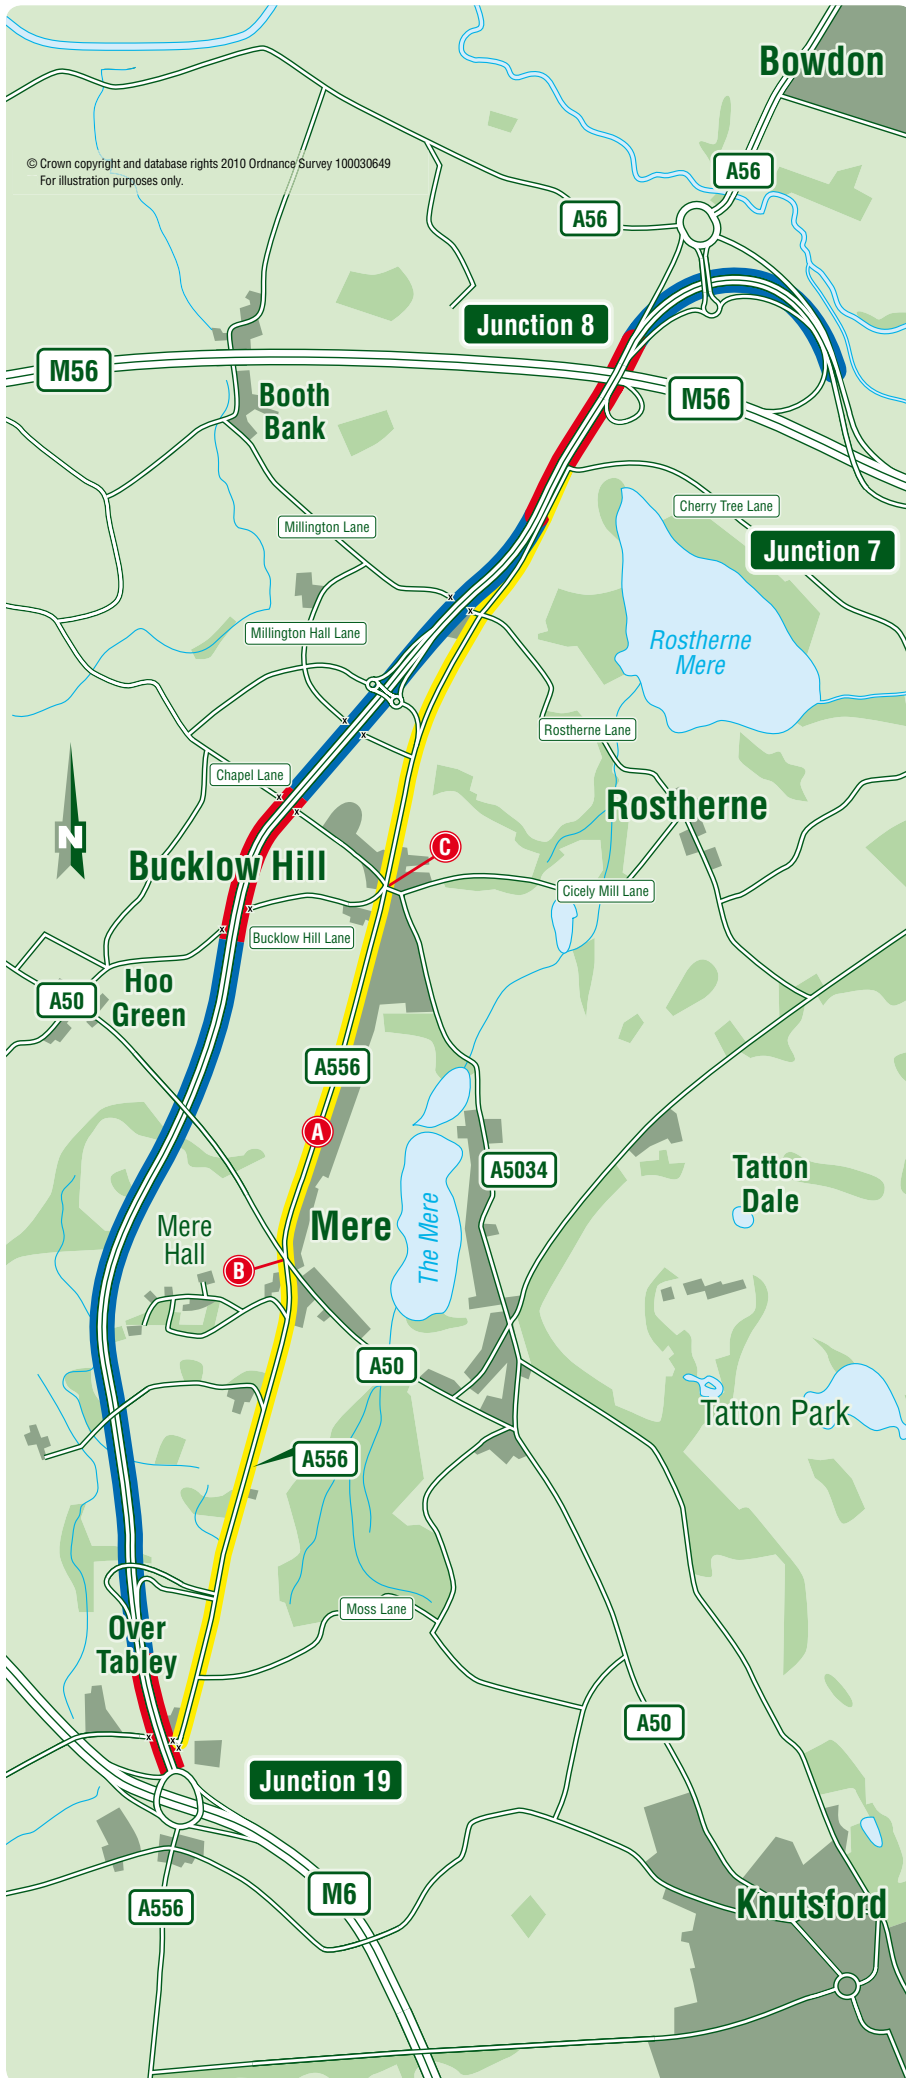 Bowdon
© Crown copyright and database rights 2010 Ordnance Survey 100030649
For illustration purposes only.
A56
A56
Junction 8
M56
M56
Booth
Bank
Cherry Tree Lane
Millington Lane
Junction 7
Millington Hall Lane
Rostherne
Mere
Rostherne Lane
Chapel Lane
Rostherne
N
C
Bucklow Hill
Cicely Mill Lane
Bucklow Hill Lane
Hoo
Green
A50
A556
A
A5034
Tatton
Dale
Mere
Hall
Mere
The Mere
B
A50
Tatton Park
A556
Moss Lane
Over
Tabley
A50
Junction 19
M6
A556
Knutsford
x
x
x
x
x
x
x
x
x
x
x